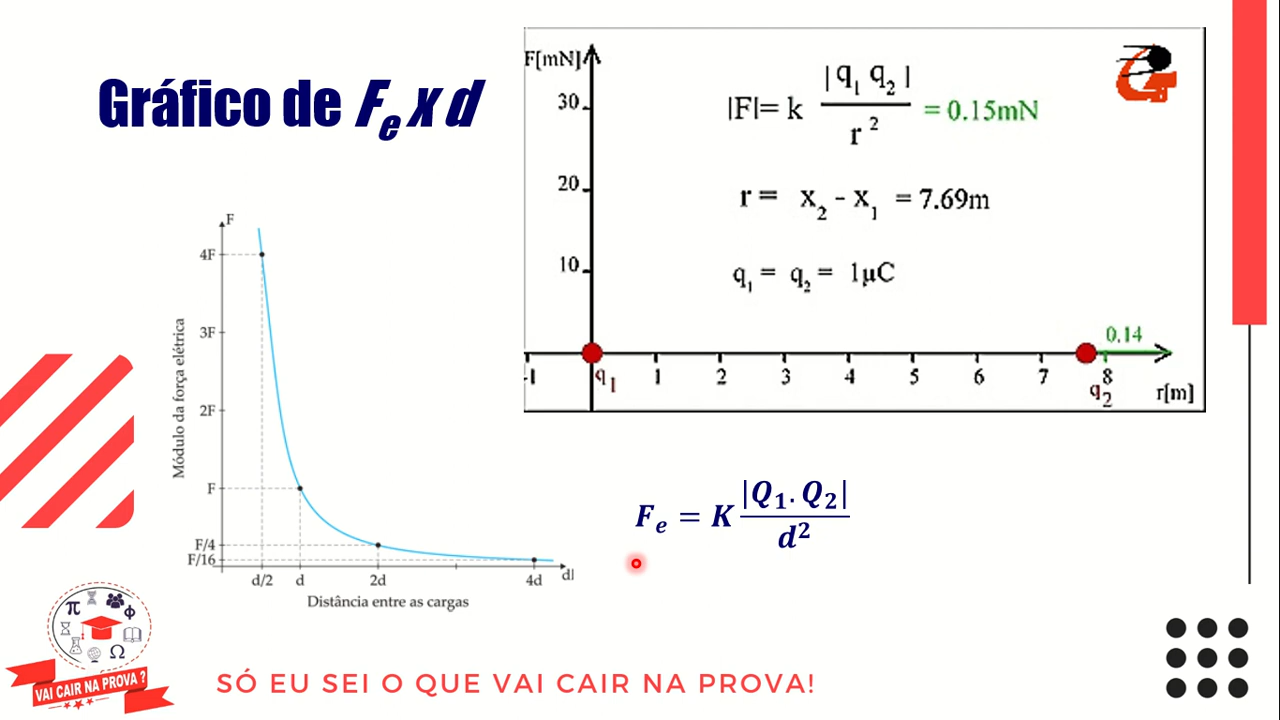 Gráfico de Fe x d
F[mN]
30
20
10
|F|= k |q1 q2| / r² = 0.15mN
r = x2 - x1 = 7.69m
q1 = q2 = 1µC
0.14
-1 q1 1 2 3 4 5 6 7 8
q2 r[m]
F
Módulo da força elétrica
4F
3F
2F
F
F/4
F/16
d/2 d 2d 4d d
Distância entre as cargas
Fe = K |Q1. Q2| / d²
π Φ Ω
VAI CAIR NA PROVA ?
SÓ EU SEI O QUE VAI CAIR NA PROVA!